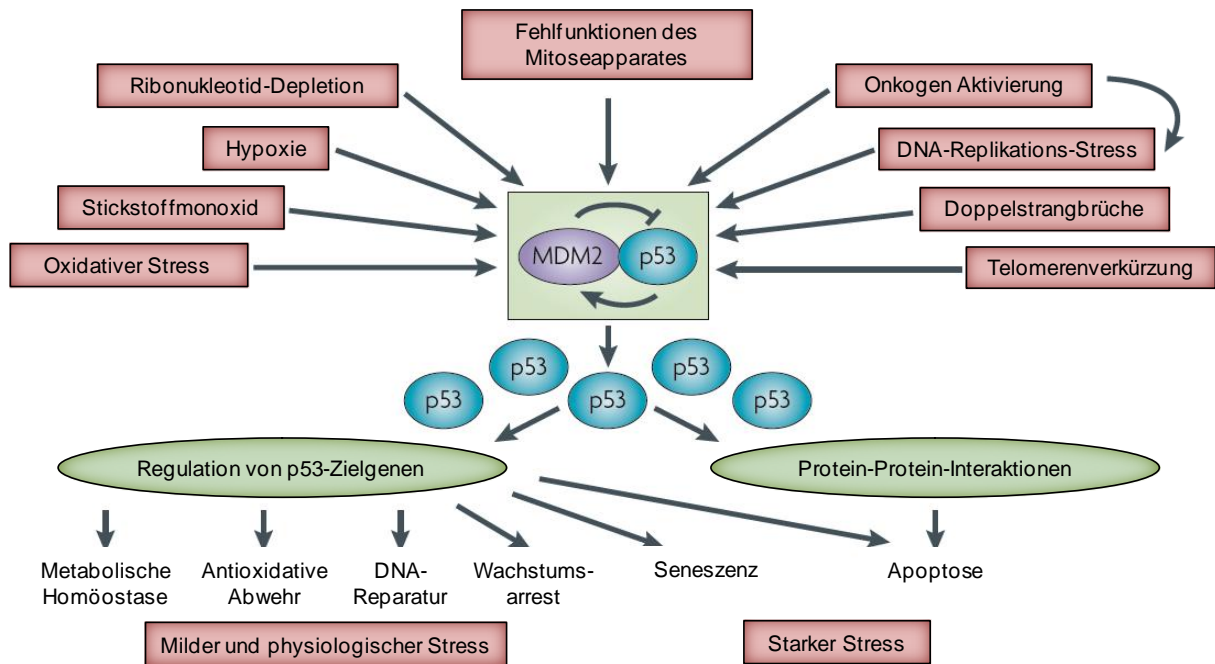 Fehlfunktionen des
Mitoseapparates
Ribonukleotid-Depletion
Onkogen Aktivierung
Hypoxie
DNA-Replikations-Stress
Stickstoffmonoxid
Doppelstrangbrüche
Oxidativer Stress
MDM2
p53
Telomerenverkürzung
p53
p53
p53
p53
p53
Regulation von p53-Zielgenen
Protein-Protein-Interaktionen
Metabolische
Homöostase
Antioxidative
Abwehr
DNA-
Reparatur
Wachstums-
arrest
Seneszenz
Apoptose
Milder und physiologischer Stress
Starker Stress